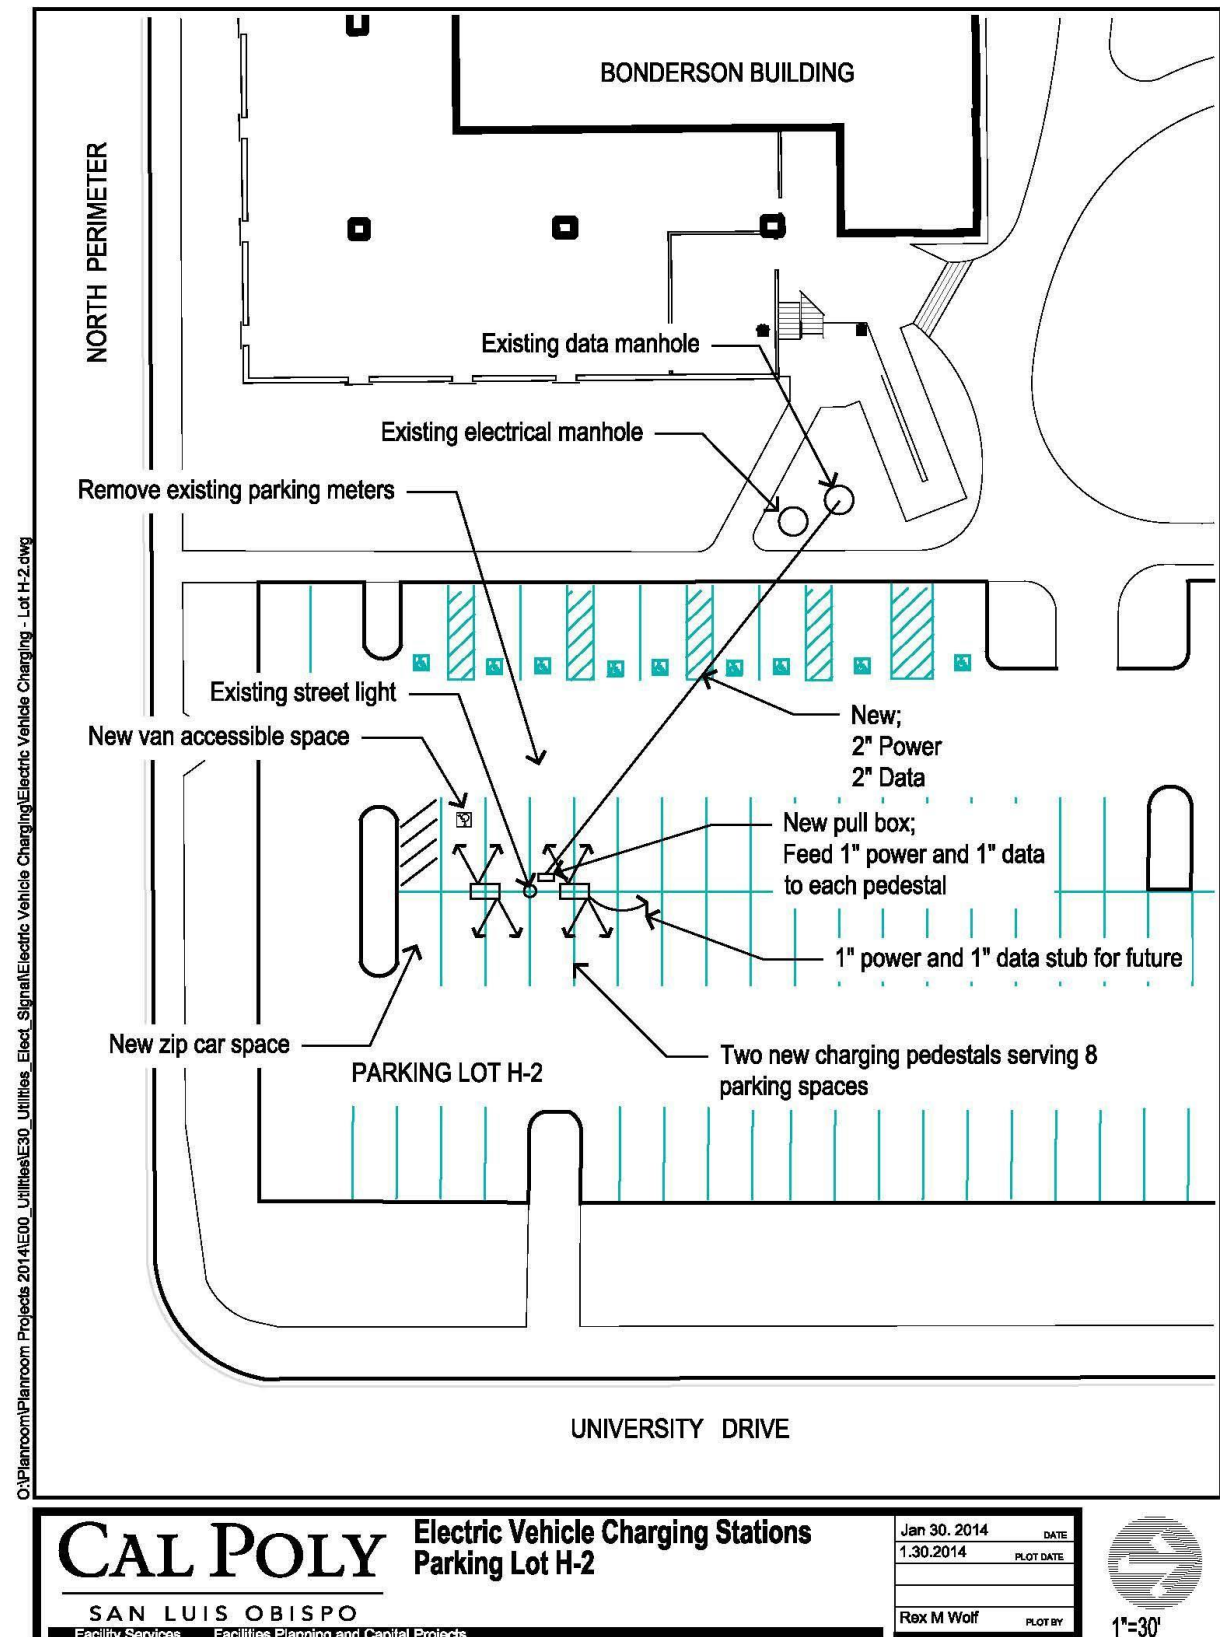 BONDERSON BUILDING
NORTH PERIMETER
Existing data manhole
Existing electrical manhole
Remove existing parking meters
Existing street light
New van accessible space
New;
2" Power
2" Data
New pull box;
Feed 1" power and 1" data
to each pedestal
1" power and 1" data stub for future
New zip car space
Two new charging pedestals serving 8
parking spaces
PARKING LOT H-2
UNIVERSITY DRIVE
O:\Planroom\Planroom Projects 2014\E00_Utilities\E30_Utilities_Elect_Signal\Electric Vehicle Charging\Electric Vehicle Charging - Lot H-2.dwg
CAL POLY
SAN LUIS OBISPO
Facility Services Facilities Planning and Capital Projects
Electric Vehicle Charging Stations
Parking Lot H-2
Jan 30. 2014 DATE
1.30.2014 PLOT DATE
Rex M Wolf PLOT BY
1"=30'